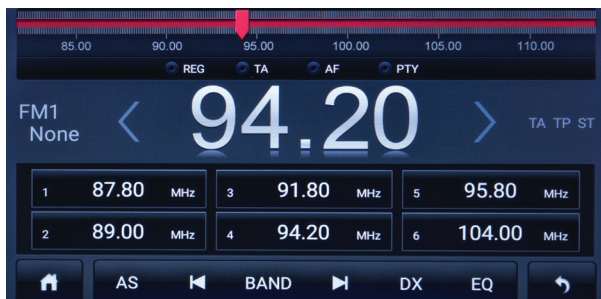 85.00 90.00 95.00 100.00 105.00 110.00
REG TA AF PTY
FM1
None
94.20
TA TP ST
1 87.80 MHz 3 91.80 MHz 5 95.80 MHz
2 89.00 MHz 4 94.20 MHz 6 104.00 MHz
AS BAND DX EQ